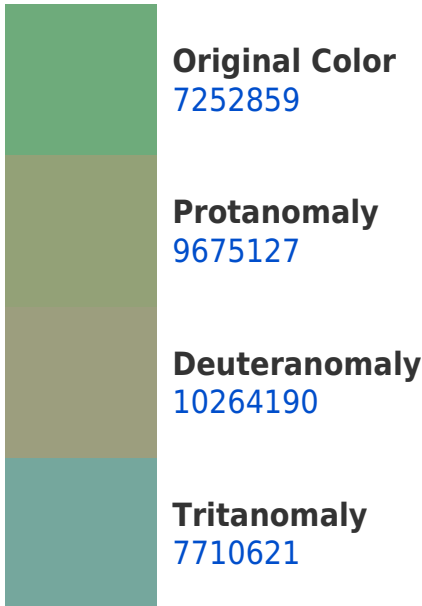 Original Color
7252859
Protanomaly
9675127
Deuteranomaly
10264190
Tritanomaly
7710621